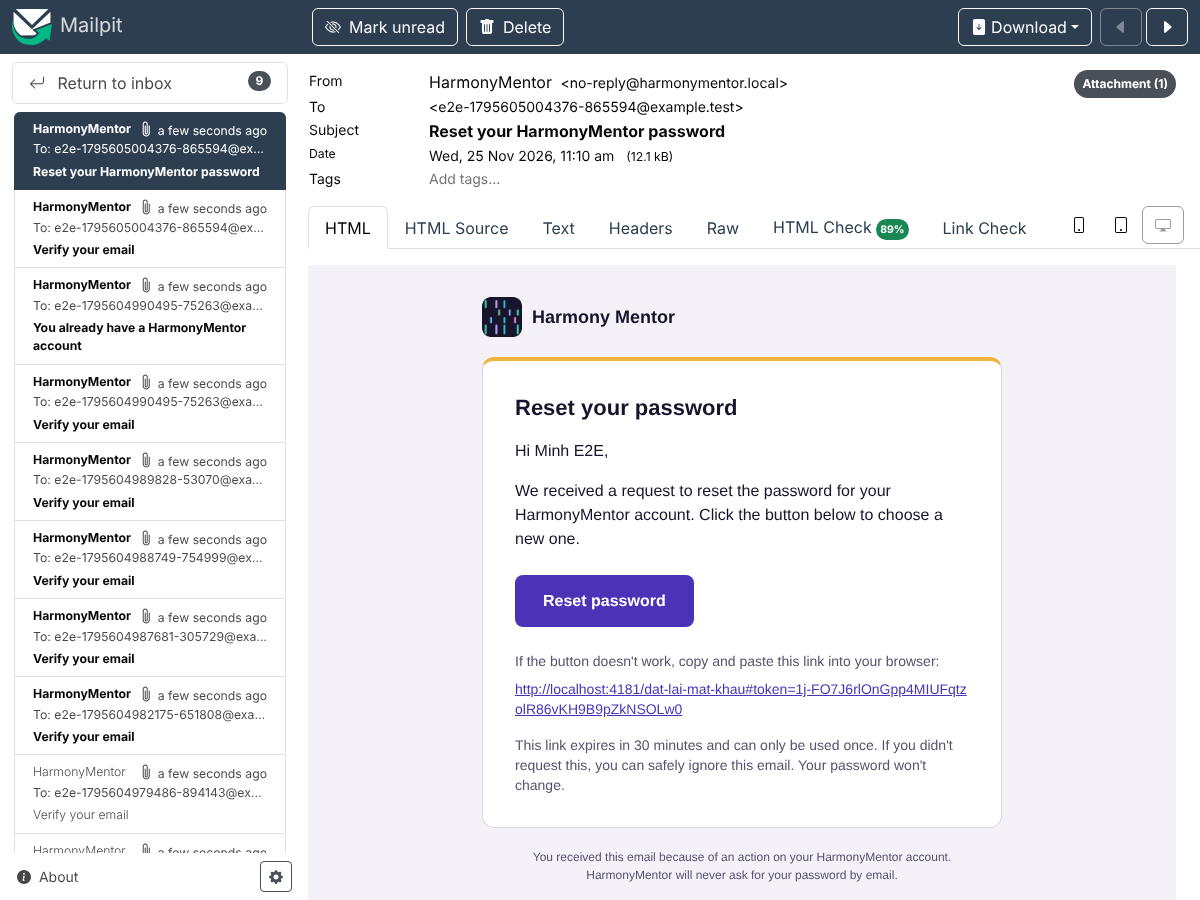 Mailpit
Mark unread
Delete
Download
Return to inbox
9
HarmonyMentor a few seconds ago
To: e2e-1795605004376-865594@ex...
Reset your HarmonyMentor password
HarmonyMentor a few seconds ago
To: e2e-1795605004376-865594@ex...
Verify your email
HarmonyMentor a few seconds ago
To: e2e-1795604990495-75263@exa...
You already have a HarmonyMentor
account
HarmonyMentor a few seconds ago
To: e2e-1795604990495-75263@exa...
Verify your email
HarmonyMentor a few seconds ago
To: e2e-1795604989828-53070@exa...
Verify your email
HarmonyMentor a few seconds ago
To: e2e-1795604988749-754999@ex...
Verify your email
HarmonyMentor a few seconds ago
To: e2e-1795604987681-305729@exa...
Verify your email
HarmonyMentor a few seconds ago
To: e2e-1795604982175-651808@exa...
Verify your email
HarmonyMentor a few seconds ago
To: e2e-1795604979486-894143@ex...
Verify your email
HarmonyMentor a few seconds ago
About
From HarmonyMentor <no-reply@harmonymentor.local>
Attachment (1)
To <e2e-1795605004376-865594@example.test>
Subject Reset your HarmonyMentor password
Date Wed, 25 Nov 2026, 11:10 am (12.2 kB)
Tags Add tags...
HTML HTML Source Text Headers Raw HTML Check 89% Link Check
Harmony Mentor
Reset your password
Hi Minh E2E,
We received a request to reset the password for your
HarmonyMentor account. Click the button below to choose a
new one.
Reset password
If the button doesn't work, copy and paste this link into your browser:
http://localhost:4181/dat-lai-mat-khau#token=1j-FO7J6rlOnGpp4MIUFqtz
olR86vKH9B9pZkNSOLw0
This link expires in 30 minutes and can only be used once. If you didn't
request this, you can safely ignore this email. Your password won't
change.
You received this email because of an action on your HarmonyMentor account.
HarmonyMentor will never ask for your password by email.